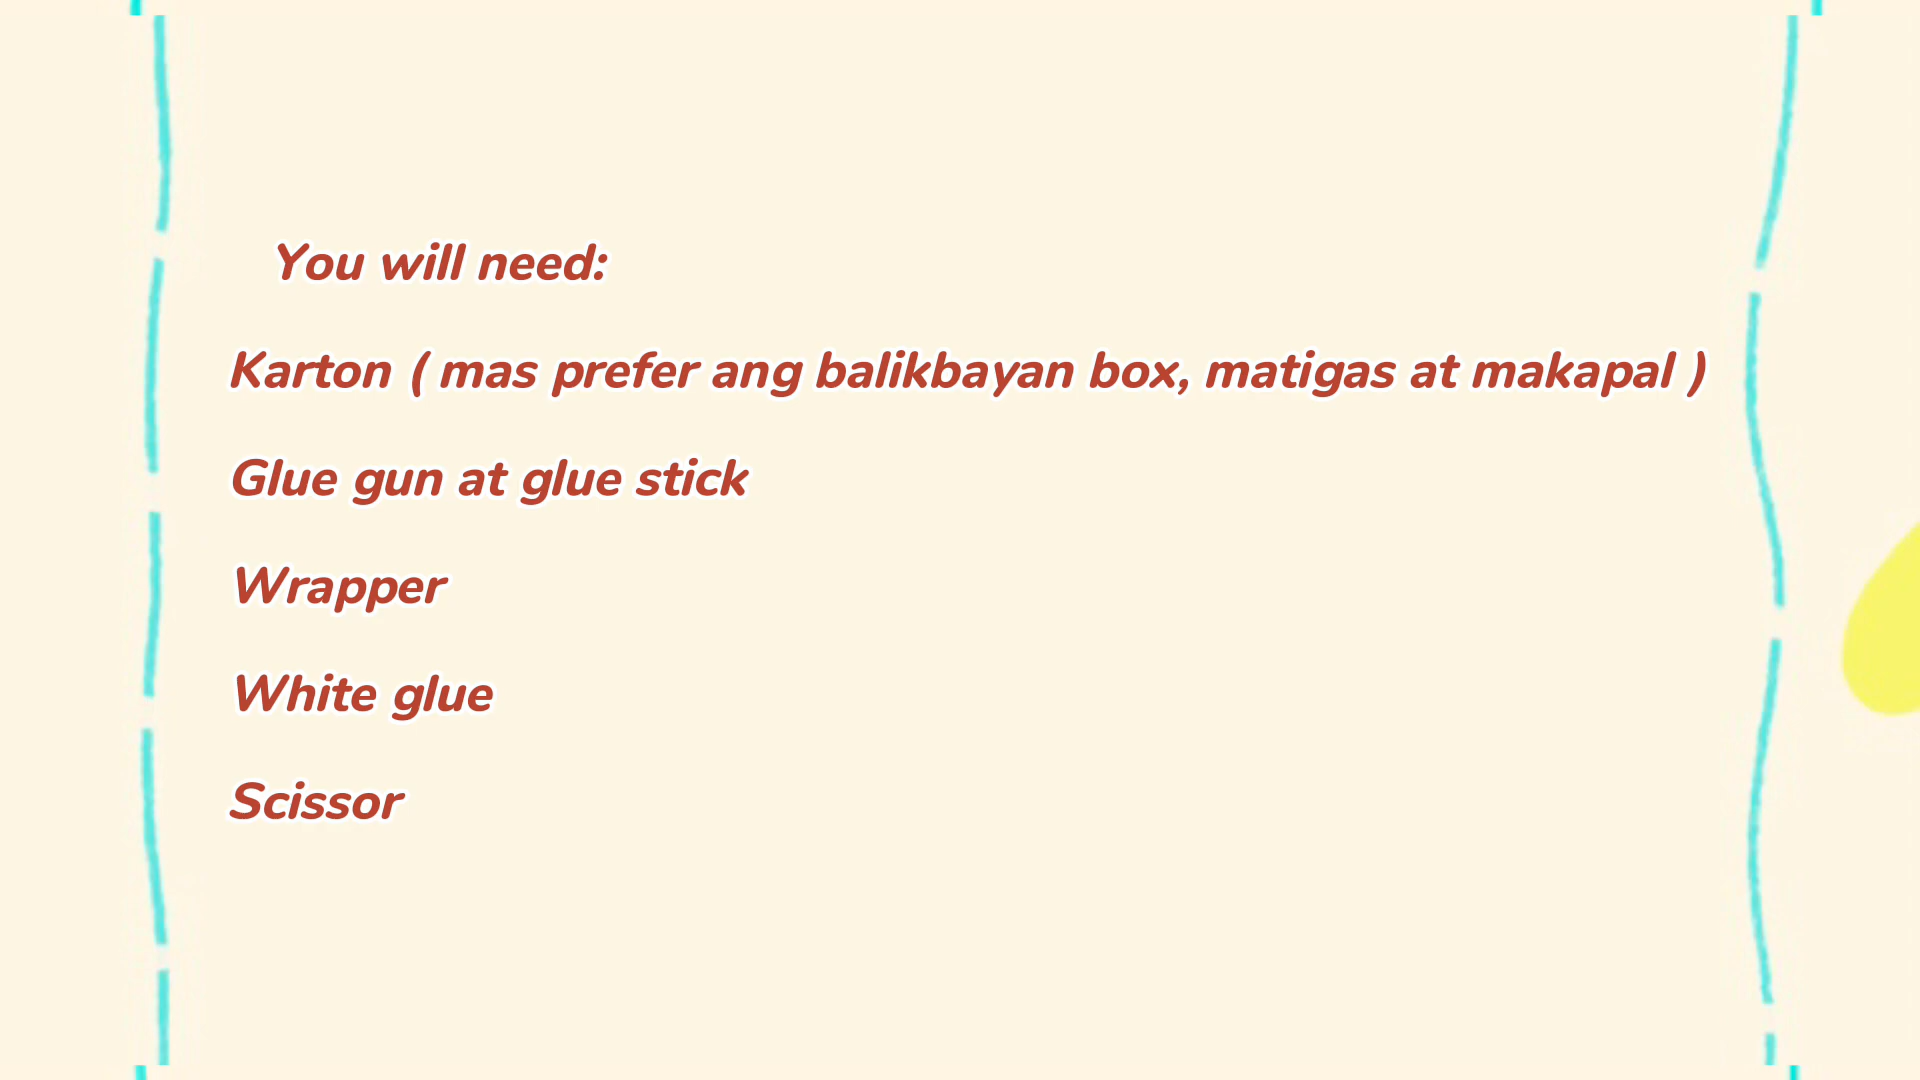 You will need:
Karton ( mas prefer ang balikbayan box, matigas at makapal )
Glue gun at glue stick
Wrapper
White glue
Scissor